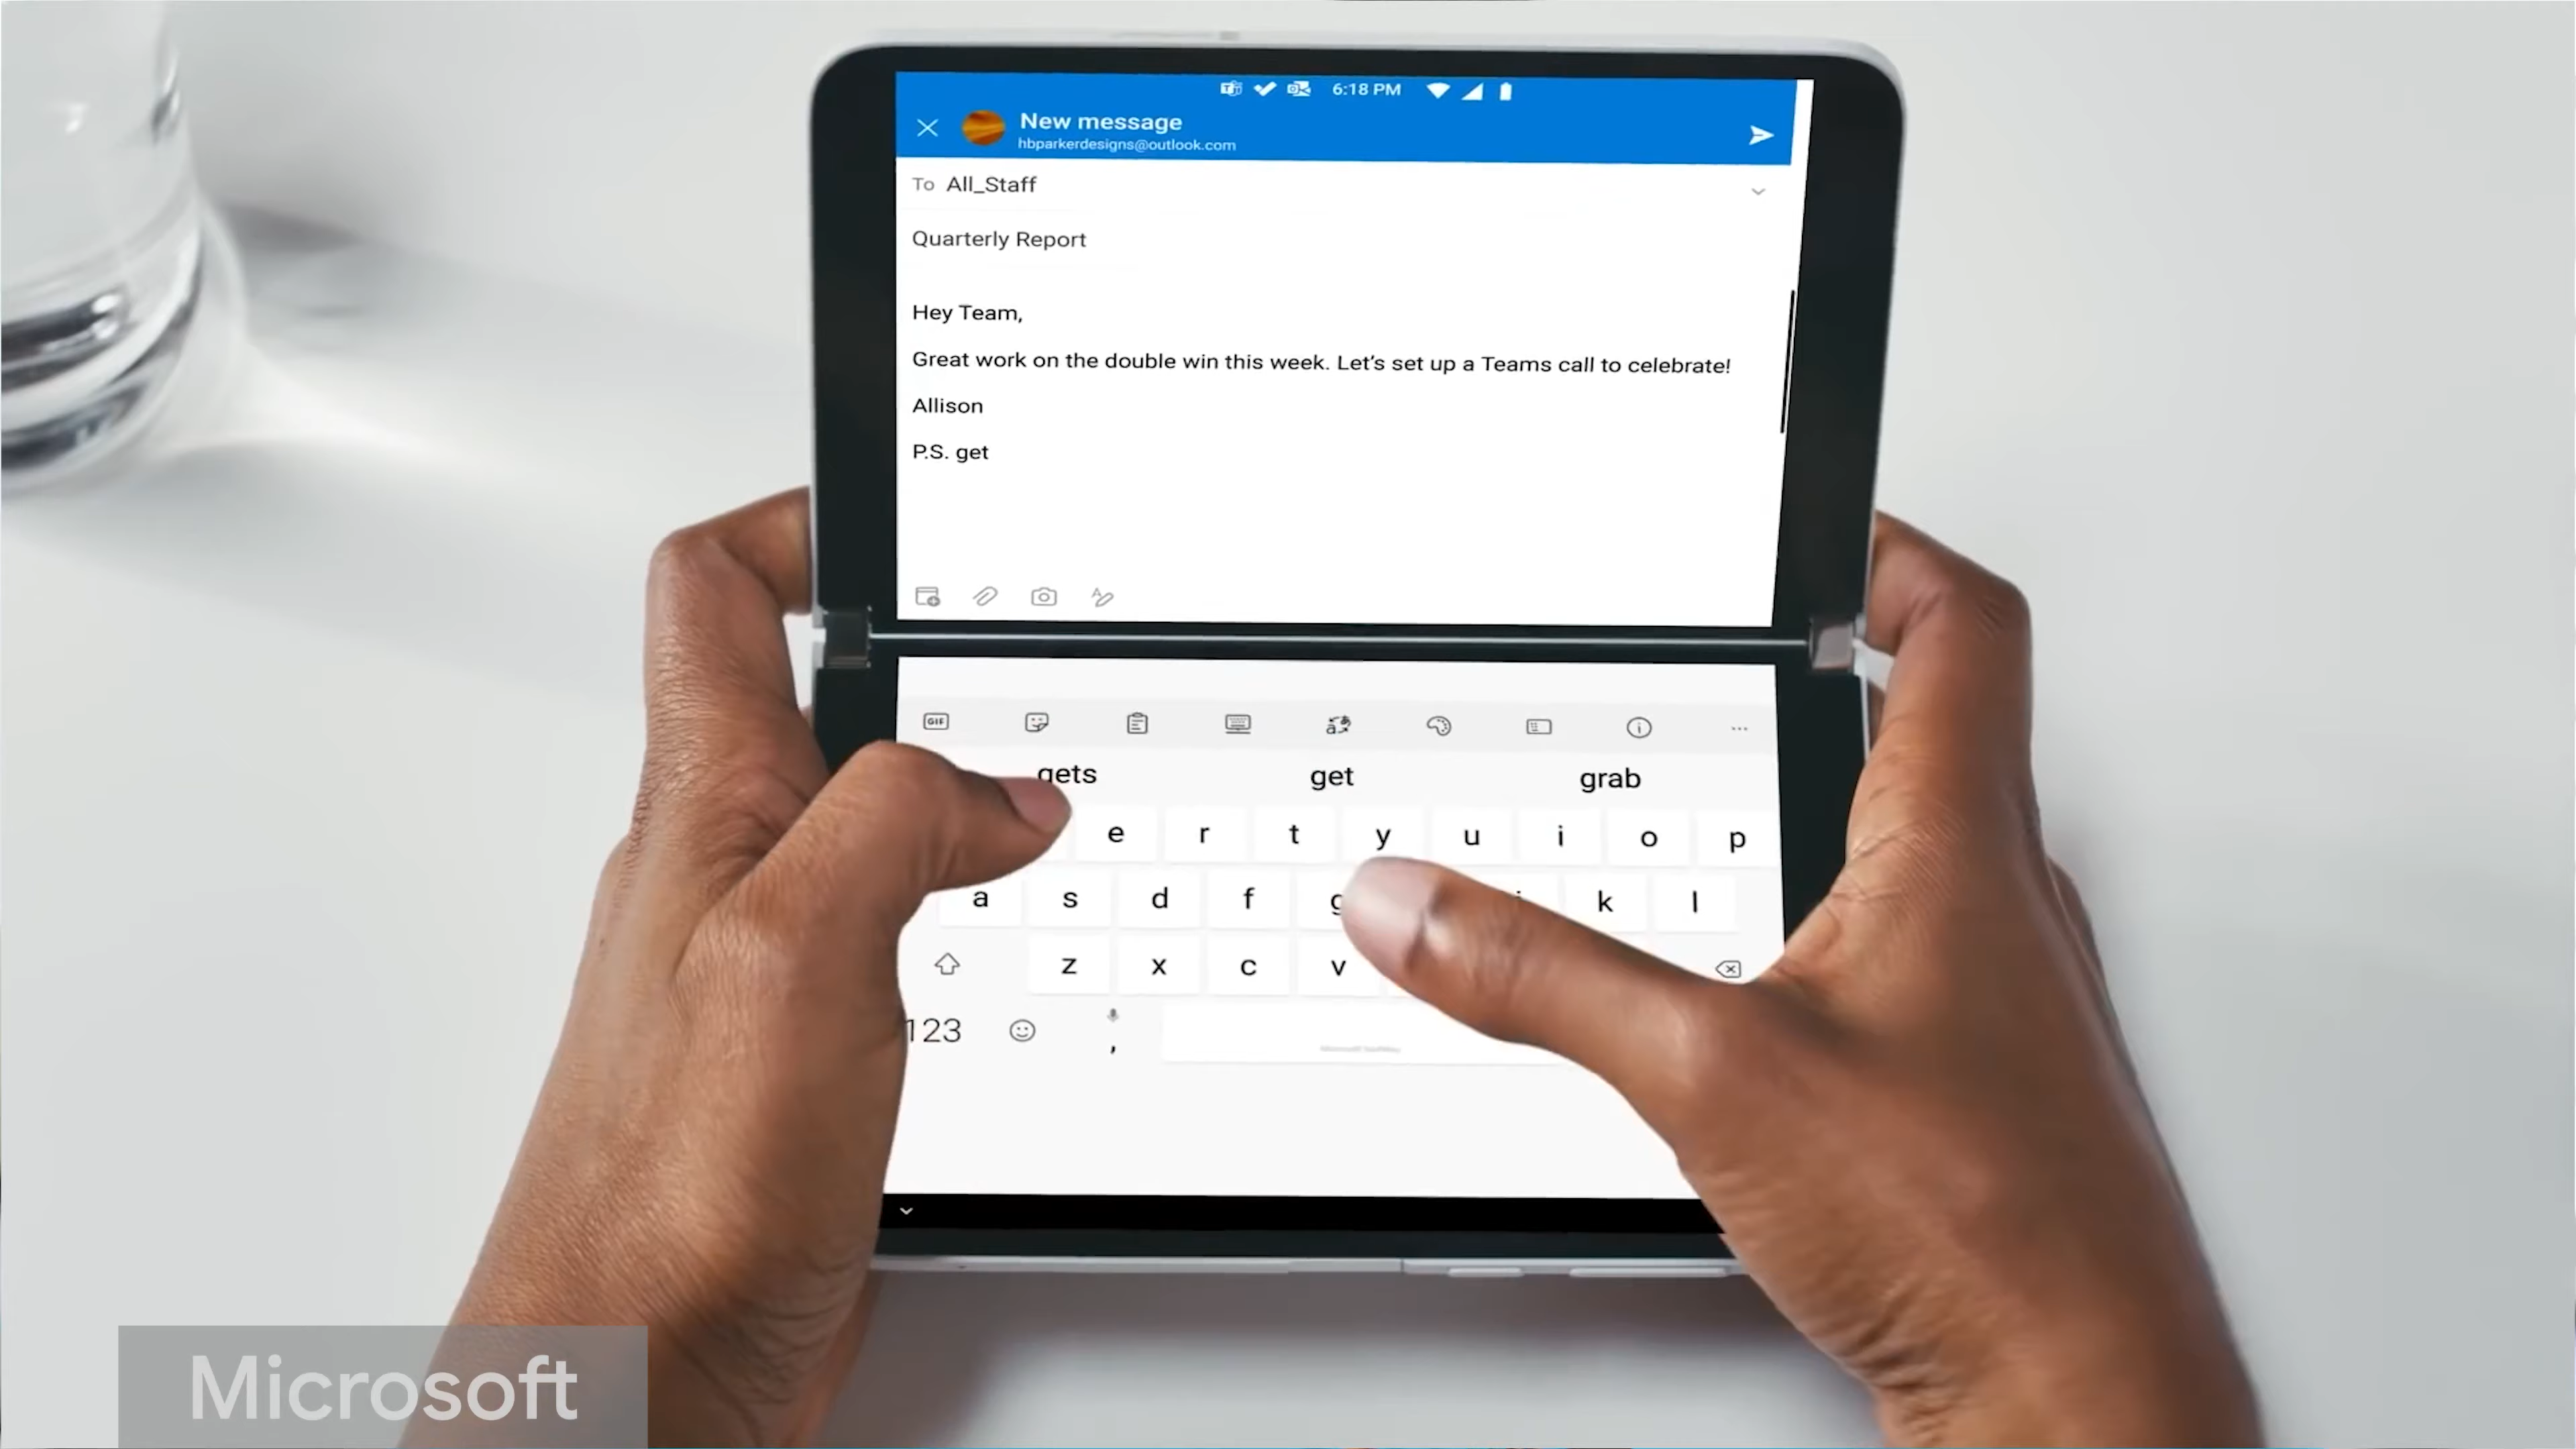 6:18 PM
New message
hbparkerdesigns@outlook.com
To All_Staff
Quarterly Report
Hey Team,
Great work on the double win this week. Let's set up a Teams call to celebrate!
Allison
P.S. get
GIF
gets get grab
e r t y u i o p
a s d f g j k l
z x c v
123 ,
Microsoft